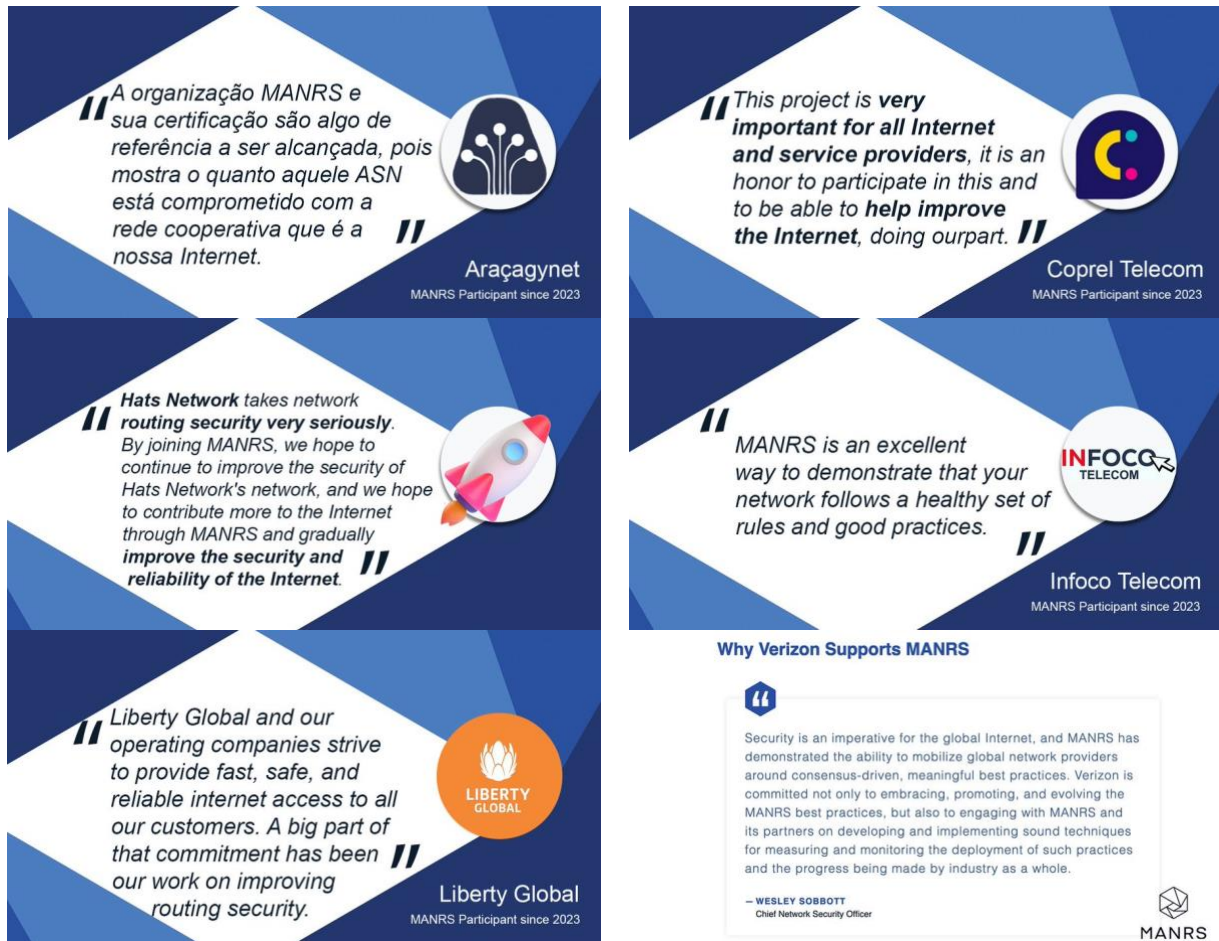 "A organização MANRS e
sua certificação são algo de
referência a ser alcançada, pois
mostra o quanto aquele ASN
está comprometido com a
rede cooperativa que é a
nossa Internet."
Araçagynet
MANRS Participant since 2023
"This project is very
important for all Internet
and service providers, it is an
honor to participate in this and
to be able to help improve
the Internet, doing ourpart."
Coprel Telecom
MANRS Participant since 2023
"Hats Network takes network
routing security very seriously.
By joining MANRS, we hope to
continue to improve the security of
Hats Network's network, and we hope
to contribute more to the Internet
through MANRS and gradually
improve the security and
reliability of the Internet."
"MANRS is an excellent
way to demonstrate that your
network follows a healthy set of
rules and good practices."
INFOCO
TELECOM
Infoco Telecom
MANRS Participant since 2023
"Liberty Global and our
operating companies strive
to provide fast, safe, and
reliable internet access to all
our customers. A big part of
that commitment has been
our work on improving
routing security."
LIBERTY
GLOBAL
Liberty Global
MANRS Participant since 2023
Why Verizon Supports MANRS
“
Security is an imperative for the global Internet, and MANRS has
demonstrated the ability to mobilize global network providers
around consensus-driven, meaningful best practices. Verizon is
committed not only to embracing, promoting, and evolving the
MANRS best practices, but also to engaging with MANRS and
its partners on developing and implementing sound techniques
for measuring and monitoring the deployment of such practices
and the progress being made by industry as a whole.
— WESLEY SOBBOTT
Chief Network Security Officer
MANRS